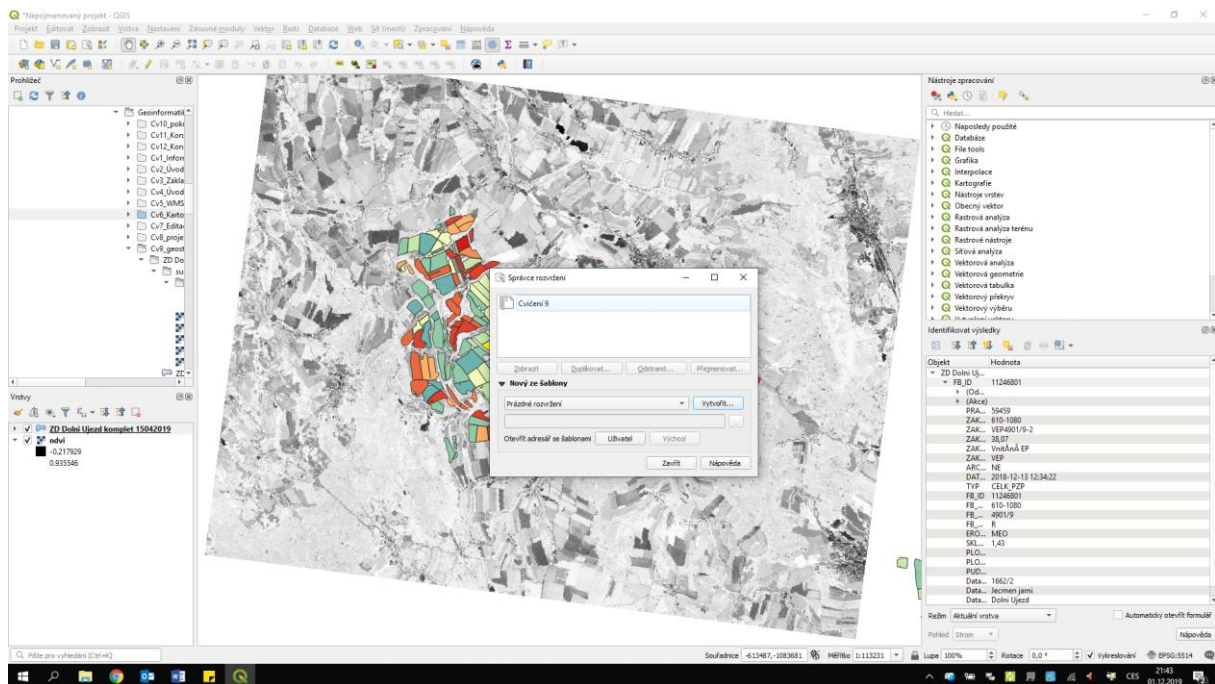 *Nepojmenovaný projekt - QGIS
Projekt Editovat Zobrazit Vrstva Nastavení Zásuvné moduly Vektor Rastr Databáze Web Síť (mesh) Zpracování Nápověda
Prohlížeč
Geoinformatik
Cv10_poku
Cv11_Kon
Cv12_Kon
Cv1_Infor
Cv2_Úvod
Cv3_Zákla
Cv4_Úvod
Cv5_WMS
Cv6_Karto
Cv7_Edita
Cv8_proje
Cv9_geost
ZD Do
su
ZD
Vrstvy
ZD Dolni Ujezd komplet 15042019
ndvi
-0.217929
0.935546
Správce rozvržení
Cvičení 9
Zobrazit Duplikovat... Odstranit... Přejmenovat...
Nový ze šablony
Prázdné rozvržení Vytvořit...
Otevřít adresář se šablonami Uživatel Výchozí
Zavřít Nápověda
Nástroje zpracování
Hledat...
Naposledy použité
Databáze
File tools
Grafika
Interpolace
Kartografie
Nástroje vrstev
Obecný vektor
Rastrová analýza
Rastrová analýza terénu
Rastrové nástroje
Síťová analýza
Vektorová analýza
Vektorová geometrie
Vektorová tabulka
Vektorový překryv
Vektorový výběru
Identifikovat výsledky
Objekt Hodnota
ZD Dolni Uj...
FB_ID 11246801
(Od...
(Akce)
PRA... 59459
ZAK... 610-1080
ZAK... VEP4901/9-2
ZAK... 38,07
ZAK... VnitÅnÃ­ EP
ZAK... VEP
ARC... NE
DAT... 2018-12-13 12:34:22
TYP CELK_PZP
FB_ID 11246801
FB_... 610-1080
FB_... 4901/9
FB_... R
ERO... MEO
SKL... 1,43
PLO...
PLO...
PUD...
Data... 1662/2
Data... Jecmen jarni
Data... Dolni Ujezd
Režim Aktuální vrstva Automaticky otevřít formulář
Pohled Strom Nápověda
Pište pro vyhledání (Ctrl+K) Souřadnice -613487,-1083681 Měřítko 1:113231 Lupa 100% Rotace 0,0 ° Vykreslování EPSG:5514
CES 21:43
01.12.2019